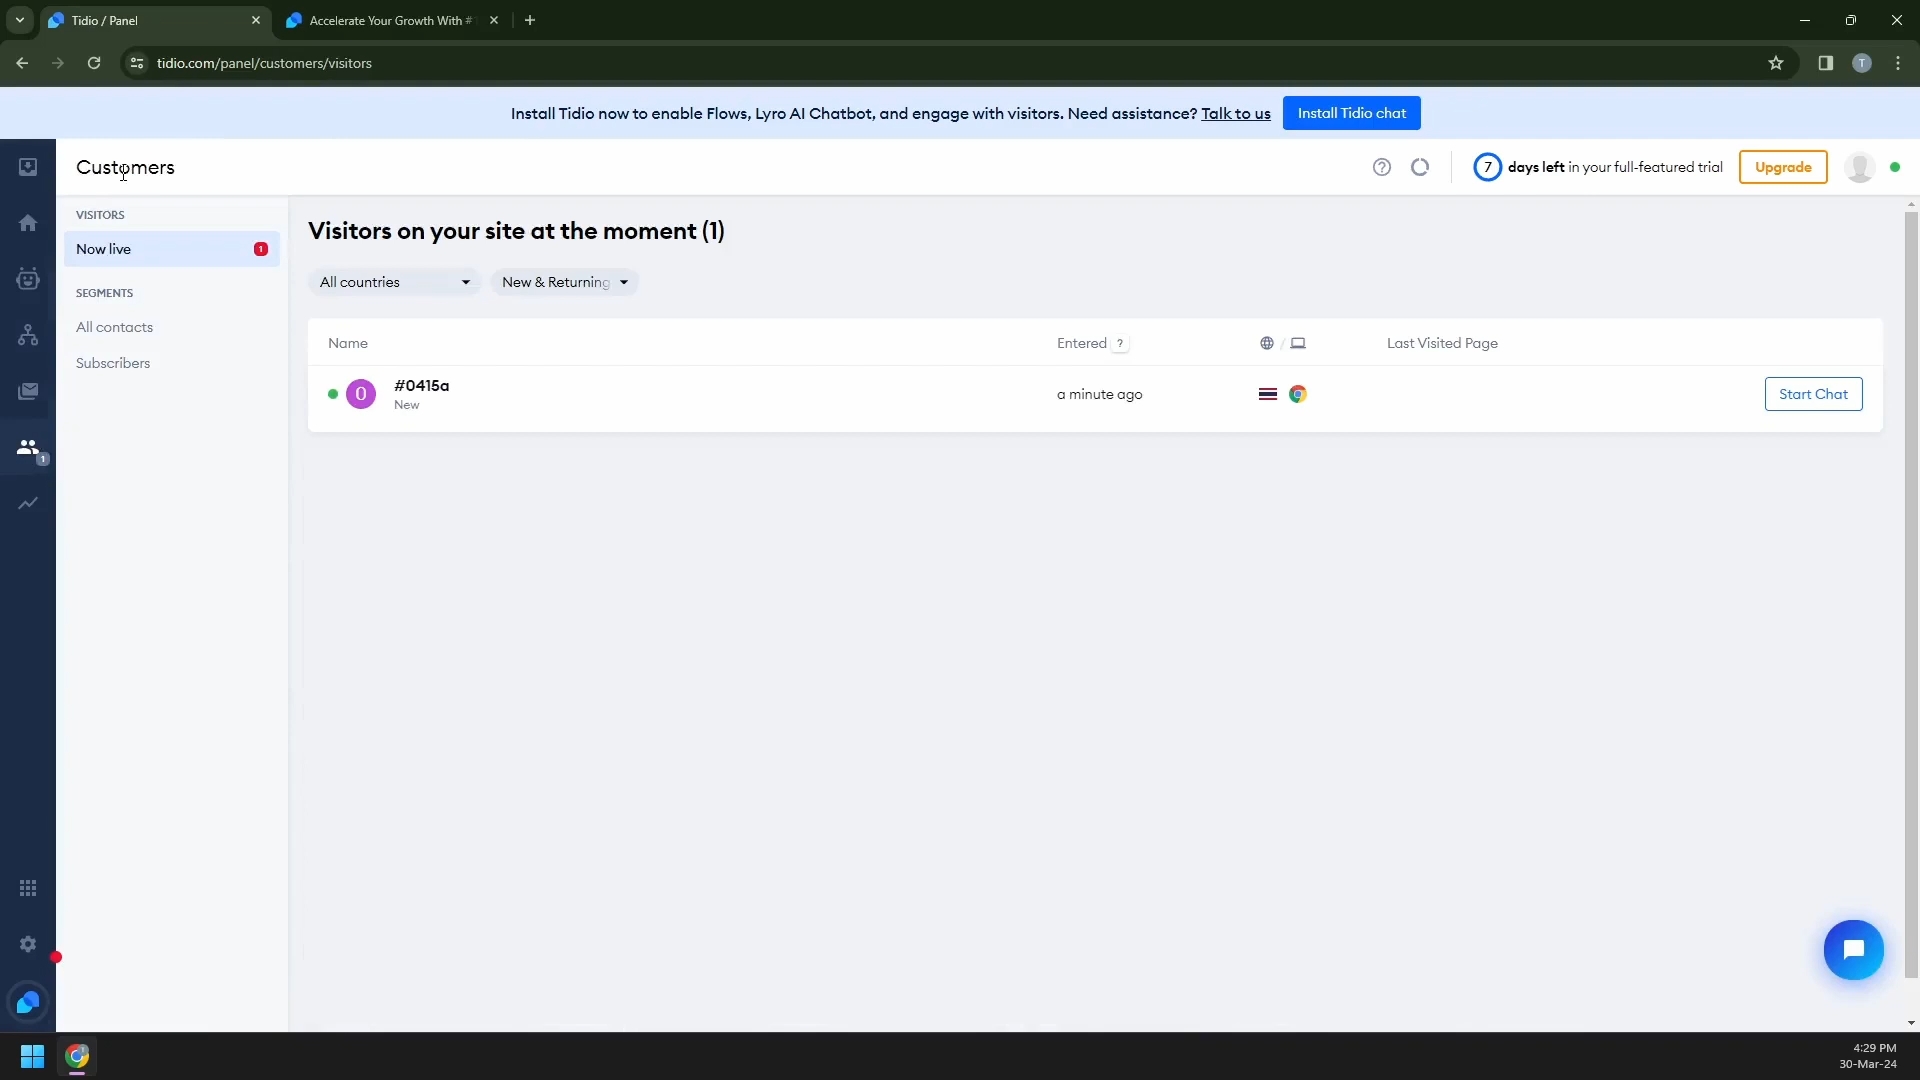 Tidio / Panel
Accelerate Your Growth With #
tidio.com/panel/customers/visitors
T
Install Tidio now to enable Flows, Lyro AI Chatbot, and engage with visitors. Need assistance? Talk to us
Install Tidio chat
Customers
7 days left in your full-featured trial
Upgrade
VISITORS
Now live
1
SEGMENTS
All contacts
Subscribers
1
Visitors on your site at the moment (1)
All countries
New & Returning
Name
Entered ?
/
Last Visited Page
0
#0415a
New
a minute ago
Start Chat
4:29 PM
30-Mar-24